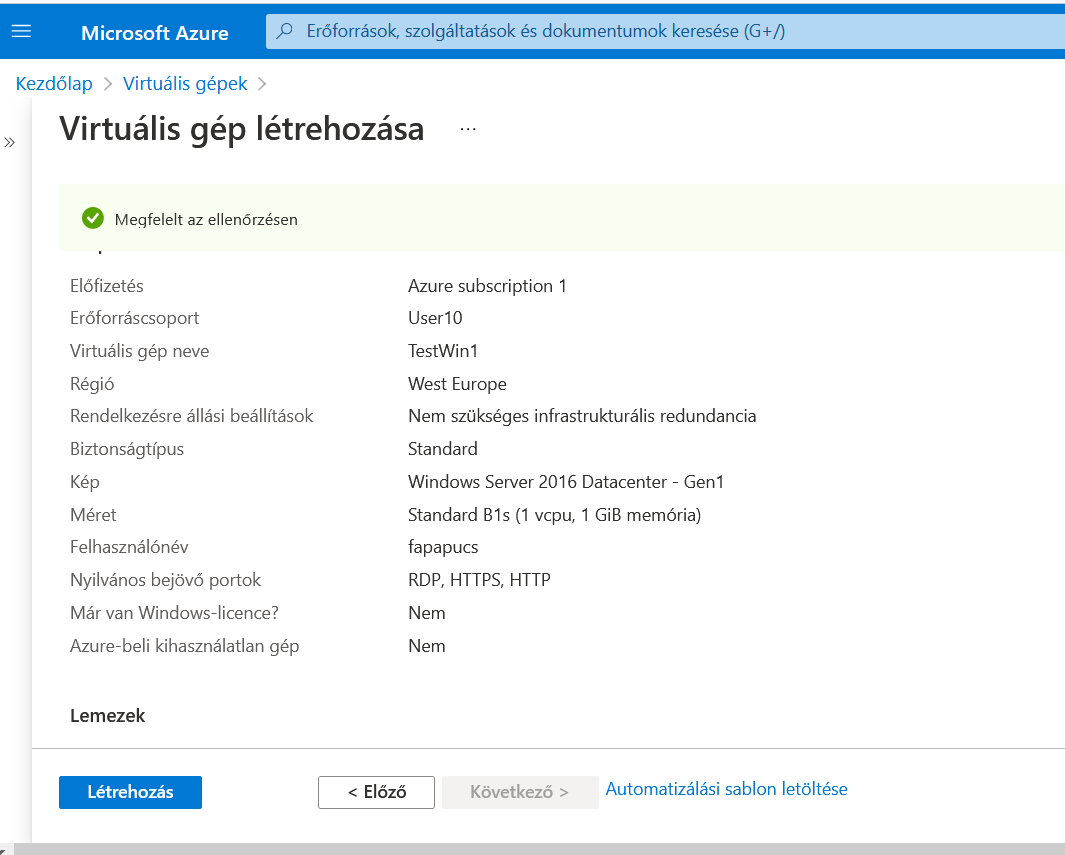 Microsoft Azure
Erőforrások, szolgáltatások és dokumentumok keresése (G+/)
Kezdőlap > Virtuális gépek >
Virtuális gép létrehozása ...
»
Megfelelt az ellenőrzésen
Előfizetés Azure subscription 1
Erőforráscsoport User10
Virtuális gép neve TestWin1
Régió West Europe
Rendelkezésre állási beállítások Nem szükséges infrastrukturális redundancia
Biztonságtípus Standard
Kép Windows Server 2016 Datacenter - Gen1
Méret Standard B1s (1 vcpu, 1 GiB memória)
Felhasználónév fapapucs
Nyilvános bejövő portok RDP, HTTPS, HTTP
Már van Windows-licence? Nem
Azure-beli kihasználatlan gép Nem
Lemezek
Létrehozás < Előző Következő > Automatizálási sablon letöltése